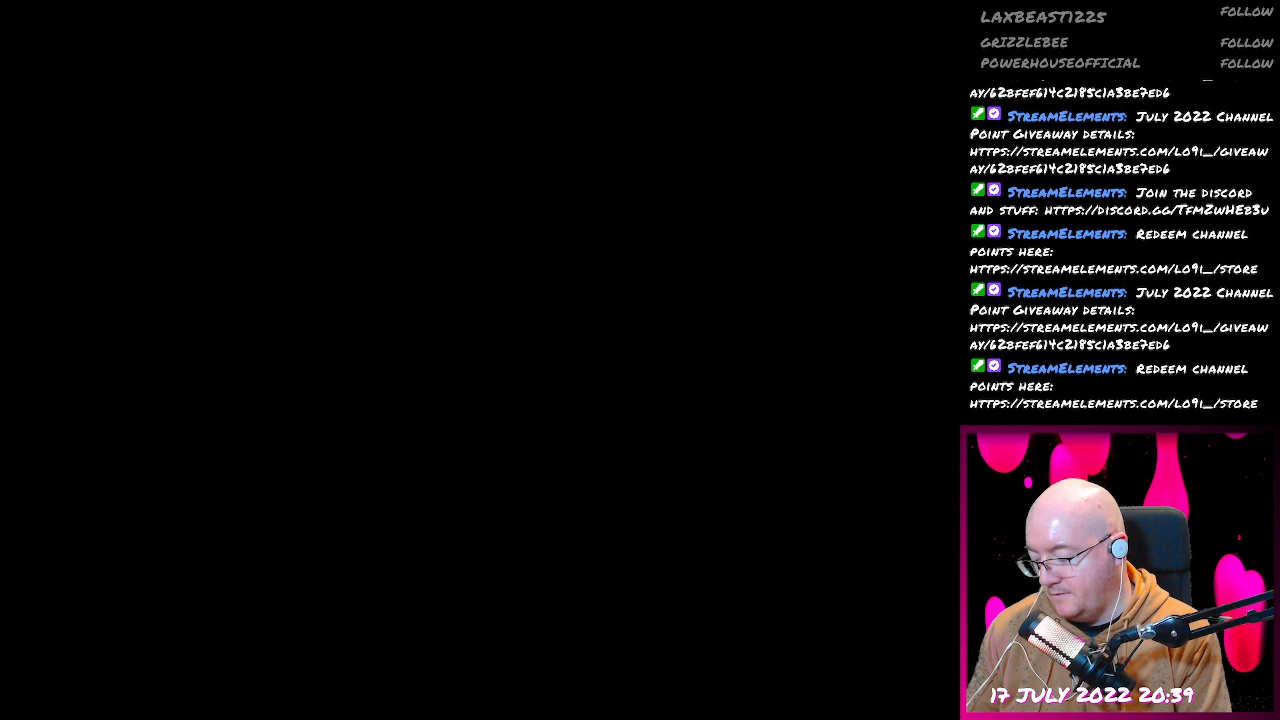 LAXBEAST1225 FOLLOW
GRIZZLEBEE FOLLOW
POWERHOUSEOFFICIAL FOLLOW
AY/62BFEF614C2185C1A3BE7ED6
STREAMELEMENTS: JULY 2022 CHANNEL
POINT GIVEAWAY DETAILS:
HTTPS://STREAMELEMENTS.COM/LO9I_/GIVEAW
AY/62BFEF614C2185C1A3BE7ED6
STREAMELEMENTS: JOIN THE DISCORD
AND STUFF: HTTPS://DISCORD.GG/TFMZWHEB3U
STREAMELEMENTS: REDEEM CHANNEL
POINTS HERE:
HTTPS://STREAMELEMENTS.COM/LO9I_/STORE
STREAMELEMENTS: JULY 2022 CHANNEL
POINT GIVEAWAY DETAILS:
HTTPS://STREAMELEMENTS.COM/LO9I_/GIVEAW
AY/62BFEF614C2185C1A3BE7ED6
STREAMELEMENTS: REDEEM CHANNEL
POINTS HERE:
HTTPS://STREAMELEMENTS.COM/LO9I_/STORE
17 JULY 2022 20:39